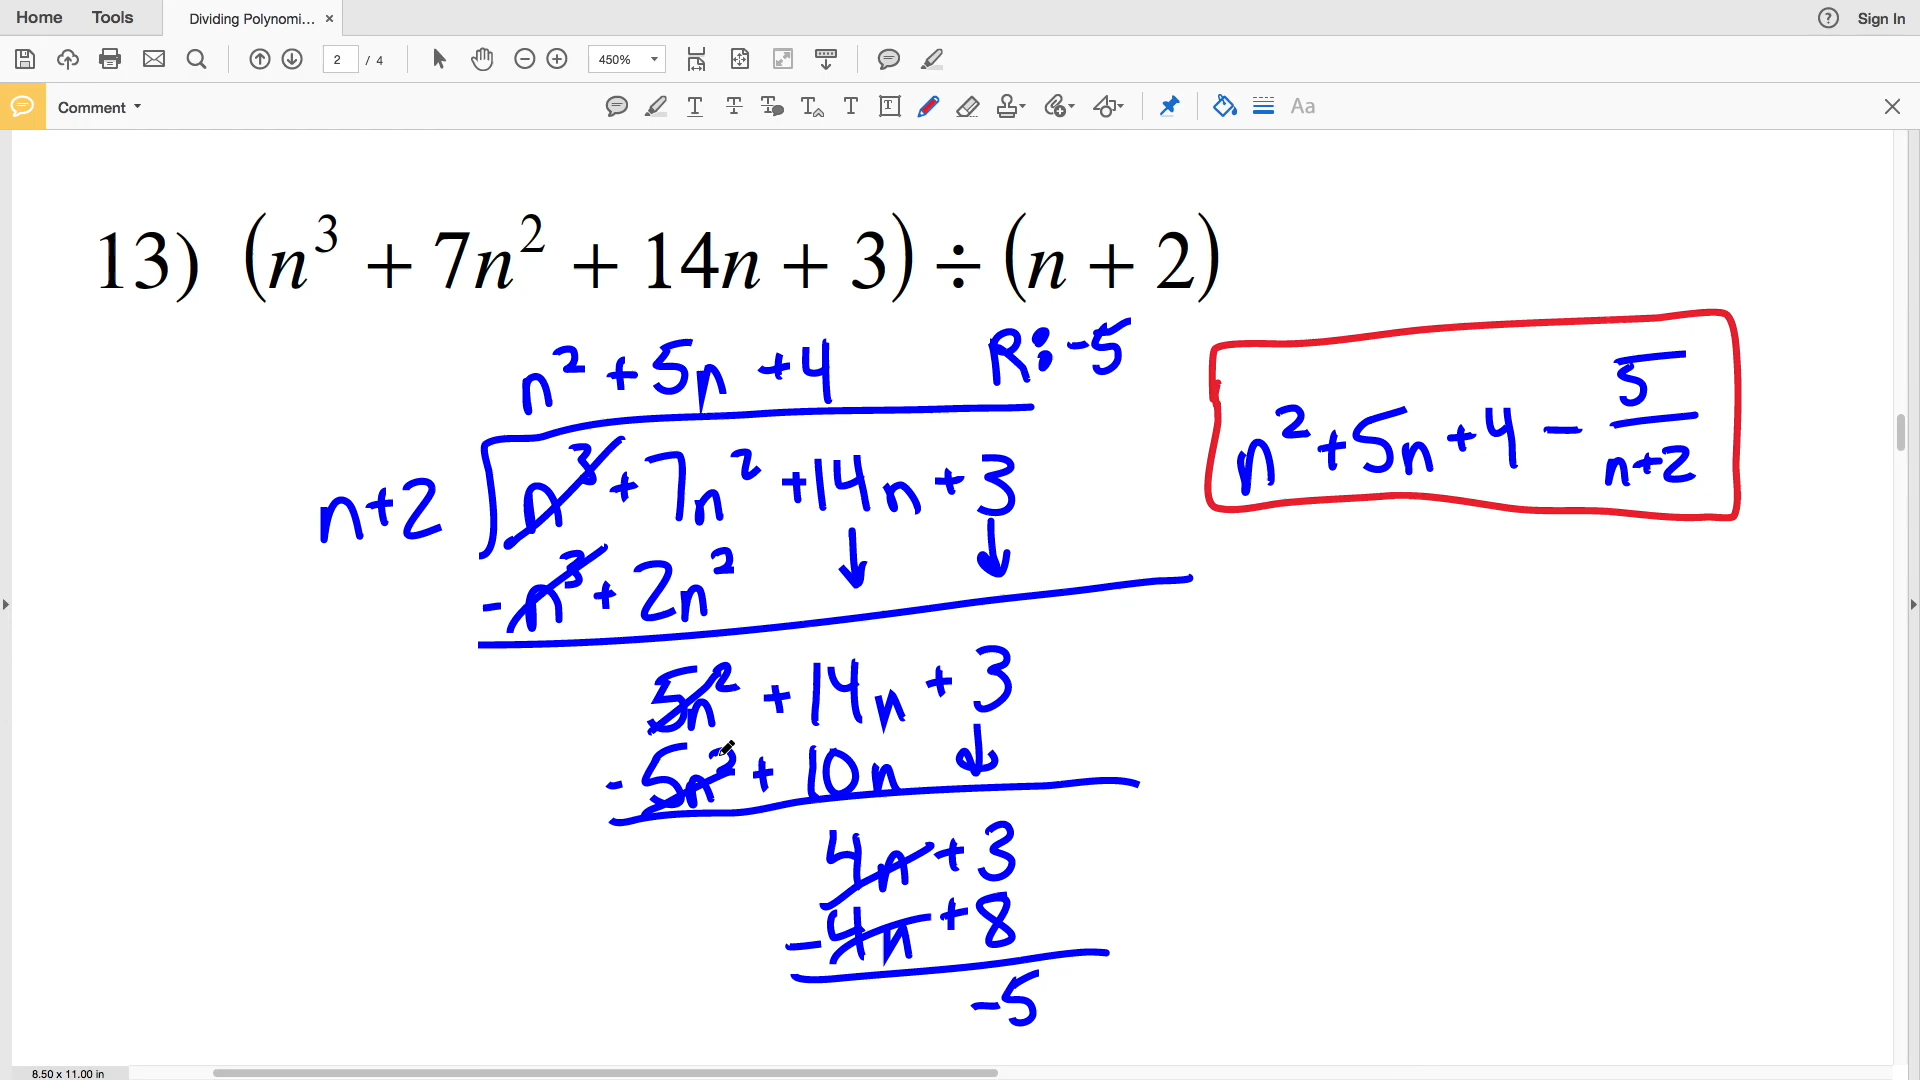 Home Tools Dividing Polynomi... × Sign In
2 / 4 450%
Comment Aa
13) (n³ + 7n² + 14n + 3) ÷ (n + 2)
n² + 5n + 4 R: -5
n² + 5n + 4 - 5/(n+2)
n+2 n³ + 7n² + 14n + 3
- n³ + 2n²
5n² + 14n + 3
- 5n² + 10n
4n + 3
- 4n + 8
-5
8.50 x 11.00 in